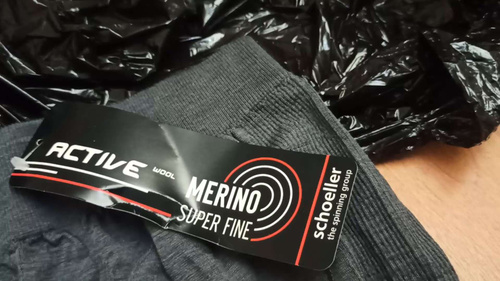 ACTIVE WOOL
MERINO
SUPER FINE
schoeller
the spinning group